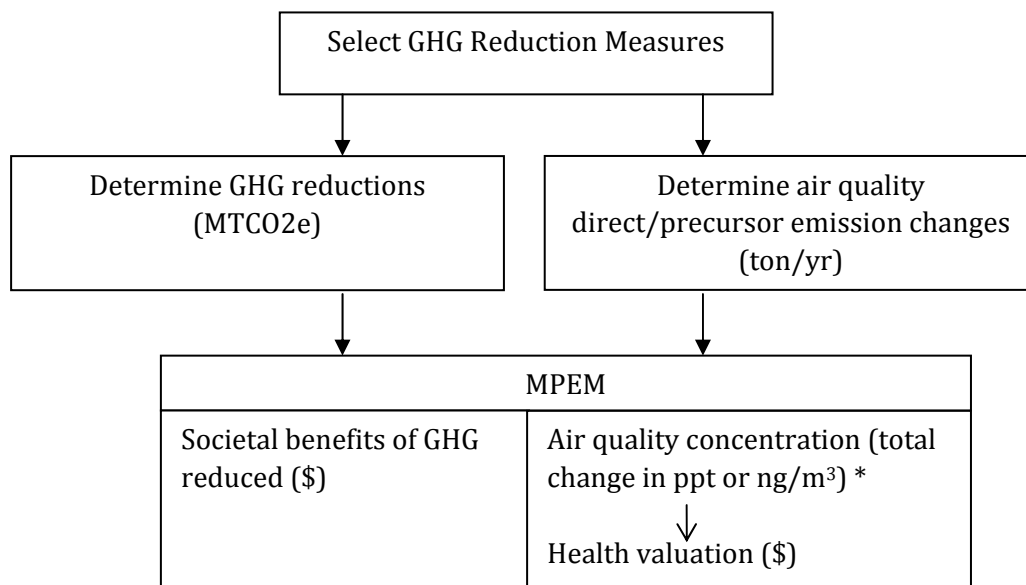 Select GHG Reduction Measures
Determine GHG reductions
(MTCO2e)
Determine air quality
direct/precursor emission changes
(ton/yr)
MPEM
Societal benefits of GHG
reduced ($)
Air quality concentration (total
change in ppt or ng/m³) *
Health valuation ($)